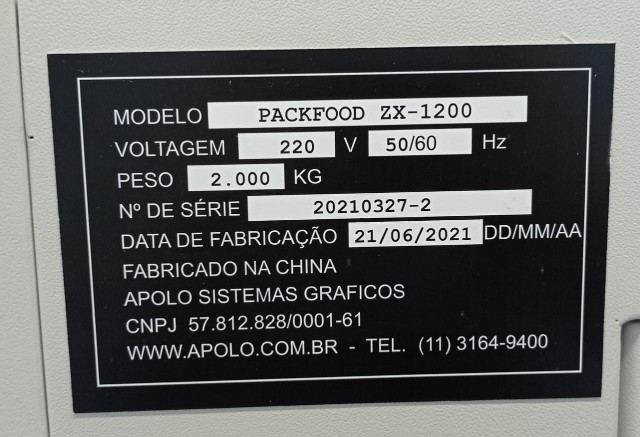 MODELO PACKFOOD ZX-1200
VOLTAGEM 220 V 50/60 Hz
PESO 2.000 KG
Nº DE SÉRIE 20210327-2
DATA DE FABRICAÇÃO 21/06/2021 DD/MM/AA
FABRICADO NA CHINA
APOLO SISTEMAS GRAFICOS
CNPJ 57.812.828/0001-61
WWW.APOLO.COM.BR - TEL. (11) 3164-9400